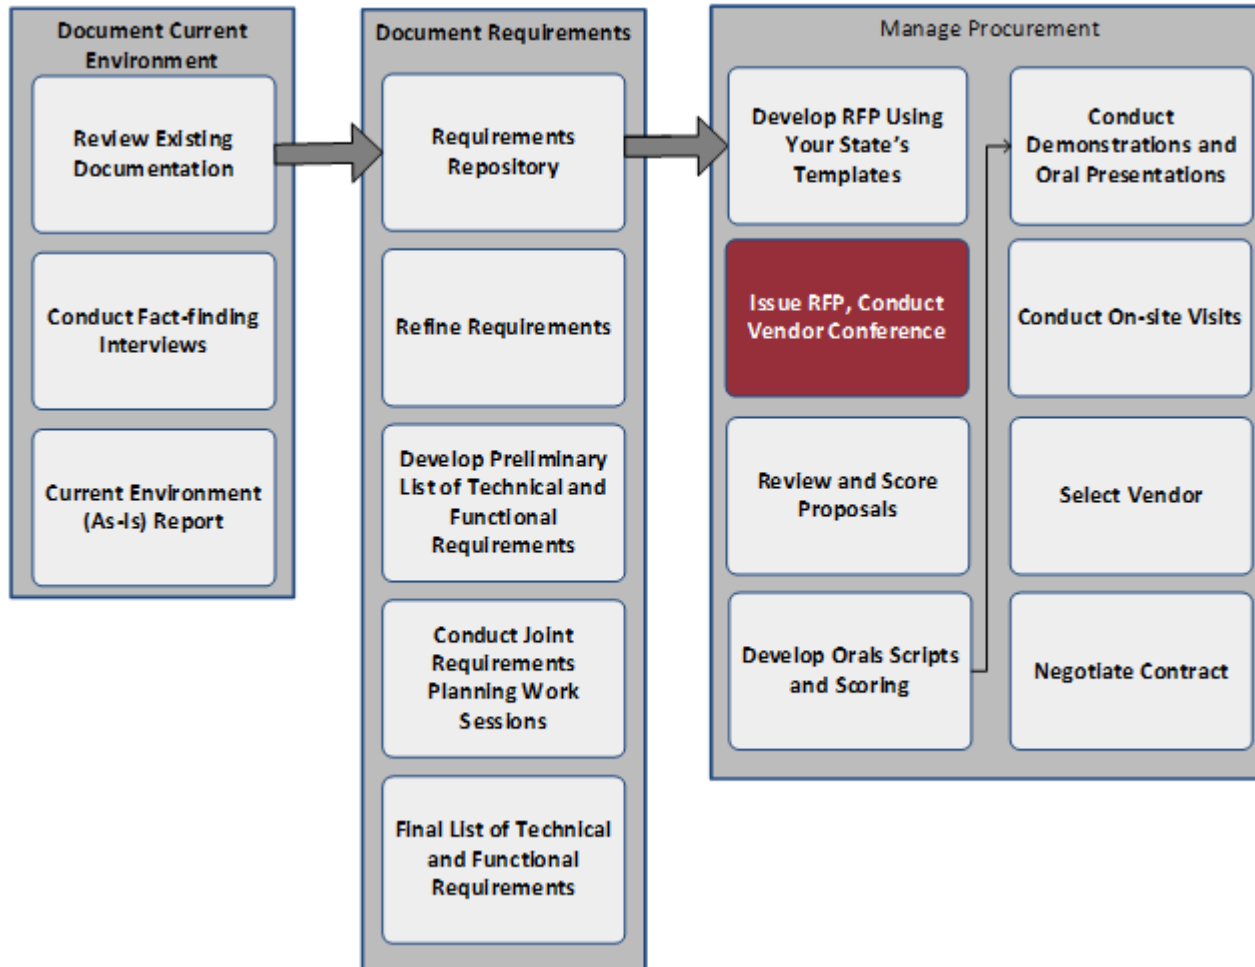 Document Current
Environment
Review Existing
Documentation
Conduct Fact-finding
Interviews
Current Environment
(As-Is) Report
Document Requirements
Requirements
Repository
Refine Requirements
Develop Preliminary
List of Technical and
Functional
Requirements
Conduct Joint
Requirements
Planning Work
Sessions
Final List of Technical
and Functional
Requirements
Manage Procurement
Develop RFP Using
Your State's
Templates
Issue RFP, Conduct
Vendor Conference
Review and Score
Proposals
Develop Orals Scripts
and Scoring
Conduct
Demonstrations and
Oral Presentations
Conduct On-site Visits
Select Vendor
Negotiate Contract